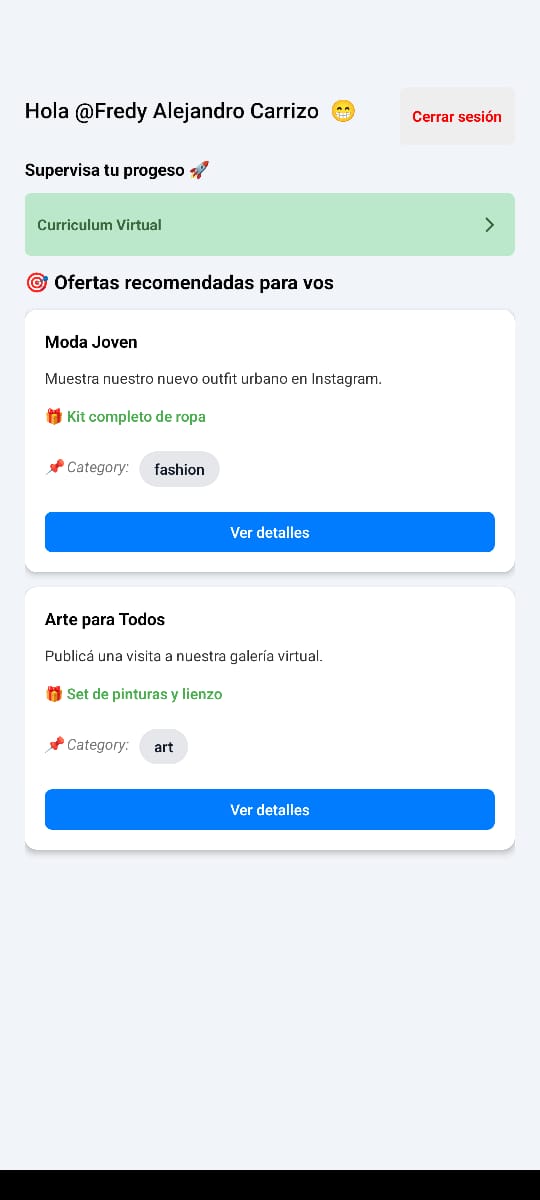 Hola @Fredy Alejandro Carrizo 😁
Cerrar sesión
Supervisa tu progeso 🚀
Curriculum Virtual
🎯 Ofertas recomendadas para vos
Moda Joven
Muestra nuestro nuevo outfit urbano en Instagram.
🎁 Kit completo de ropa
📌 Category: fashion
Ver detalles
Arte para Todos
Publicá una visita a nuestra galería virtual.
🎁 Set de pinturas y lienzo
📌 Category: art
Ver detalles